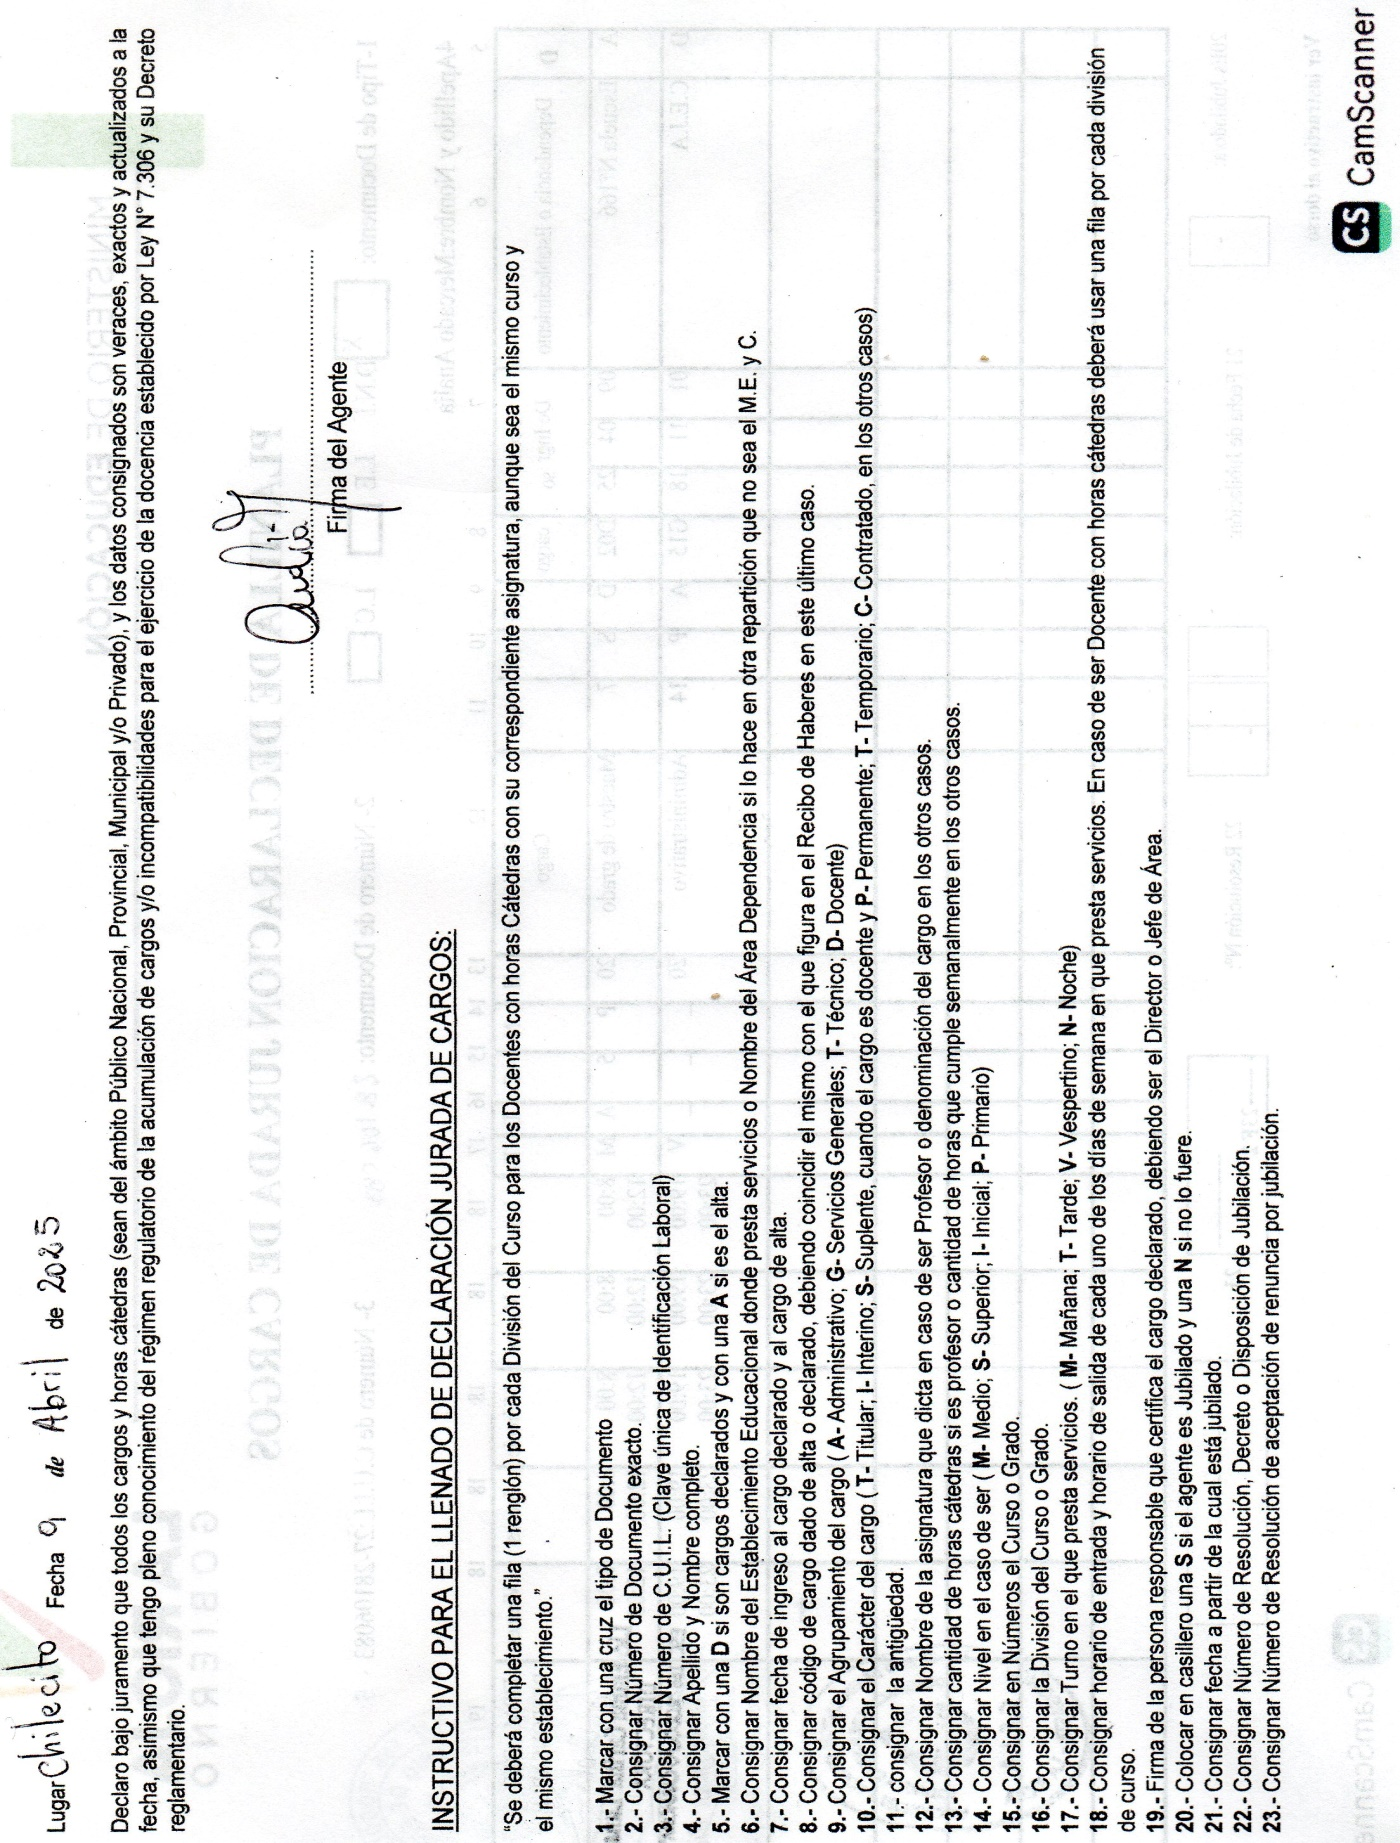 Lugar Chilecito Fecha 9 de Abril de 2025
Declaro bajo juramento que todos los cargos y horas cátedras (sean del ámbito Público Nacional, Provincial, Municipal y/o Privado), y los datos consignados son veraces, exactos y actualizados a la
fecha, asimismo que tengo pleno conocimiento del régimen regulatorio de la acumulación de cargos y/o incompatibilidades para el ejercicio de la docencia establecido por Ley N° 7.306 y su Decreto
reglamentario.
Firma del Agente
INSTRUCTIVO PARA EL LLENADO DE DECLARACIÓN JURADA DE CARGOS:
"Se deberá completar una fila (1 renglón) por cada División del Curso para los Docentes con horas Cátedras con su correspondiente asignatura, aunque sea el mismo curso y
el mismo establecimiento."
1.- Marcar con una cruz el tipo de Documento
2.- Consignar Número de Documento exacto.
3.- Consignar Número de C.U.I.L. (Clave única de Identificación Laboral)
4.- Consignar Apellido y Nombre completo.
5.- Marcar con una D si son cargos declarados y con una A si es el alta.
6.- Consignar Nombre del Establecimiento Educacional donde presta servicios o Nombre del Área Dependencia si lo hace en otra repartición que no sea el M.E. y C.
7.- Consignar fecha de ingreso al cargo declarado y al cargo de alta.
8.- Consignar código de cargo dado de alta o declarado, debiendo coincidir el mismo con el que figura en el Recibo de Haberes en este último caso.
9.- Consignar el Agrupamiento del cargo ( A- Administrativo; G- Servicios Generales; T- Técnico; D- Docente)
10.- Consignar el Carácter del cargo ( T- Titular; I- Interino; S- Suplente, cuando el cargo es docente y P- Permanente; T- Temporario; C- Contratado, en los otros casos)
11.- consignar la antigüedad.
12.- Consignar Nombre de la asignatura que dicta en caso de ser Profesor o denominación del cargo en los otros casos.
13.- Consignar cantidad de horas cátedras si es profesor o cantidad de horas que cumple semanalmente en los otros casos.
14.- Consignar Nivel en el caso de ser ( M- Medio; S- Superior; I- Inicial; P- Primario)
15.- Consignar en Números el Curso o Grado.
16.- Consignar la División del Curso o Grado.
17.- Consignar Turno en el que presta servicios. ( M- Mañana; T- Tarde; V- Vespertino; N- Noche)
18.- Consignar horario de entrada y horario de salida de cada uno de los días de semana en que presta servicios. En caso de ser Docente con horas cátedras deberá usar una fila por cada división
de curso.
19.- Firma de la persona responsable que certifica el cargo declarado, debiendo ser el Director o Jefe de Área.
20.- Colocar en casillero una S si el agente es Jubilado y una N si no lo fuere.
21.- Consignar fecha a partir de la cual está jubilado.
22.- Consignar Número de Resolución, Decreto o Disposición de Jubilación.
23.- Consignar Número de Resolución de aceptación de renuncia por jubilación.
CS CamScanner